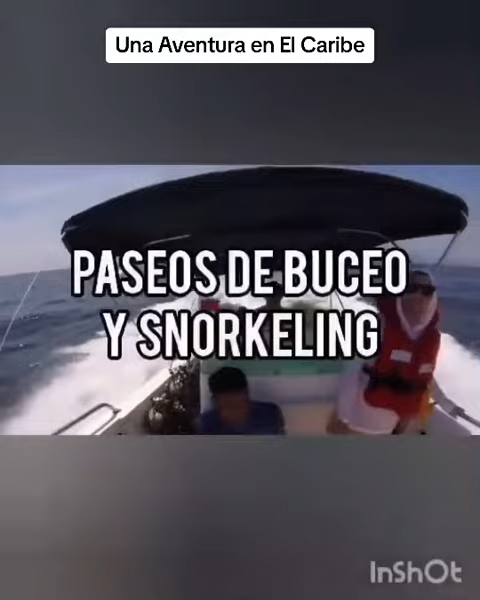 Una Aventura en El Caribe
PASEOS DE BUCEO
Y SNORKELING
InShOt